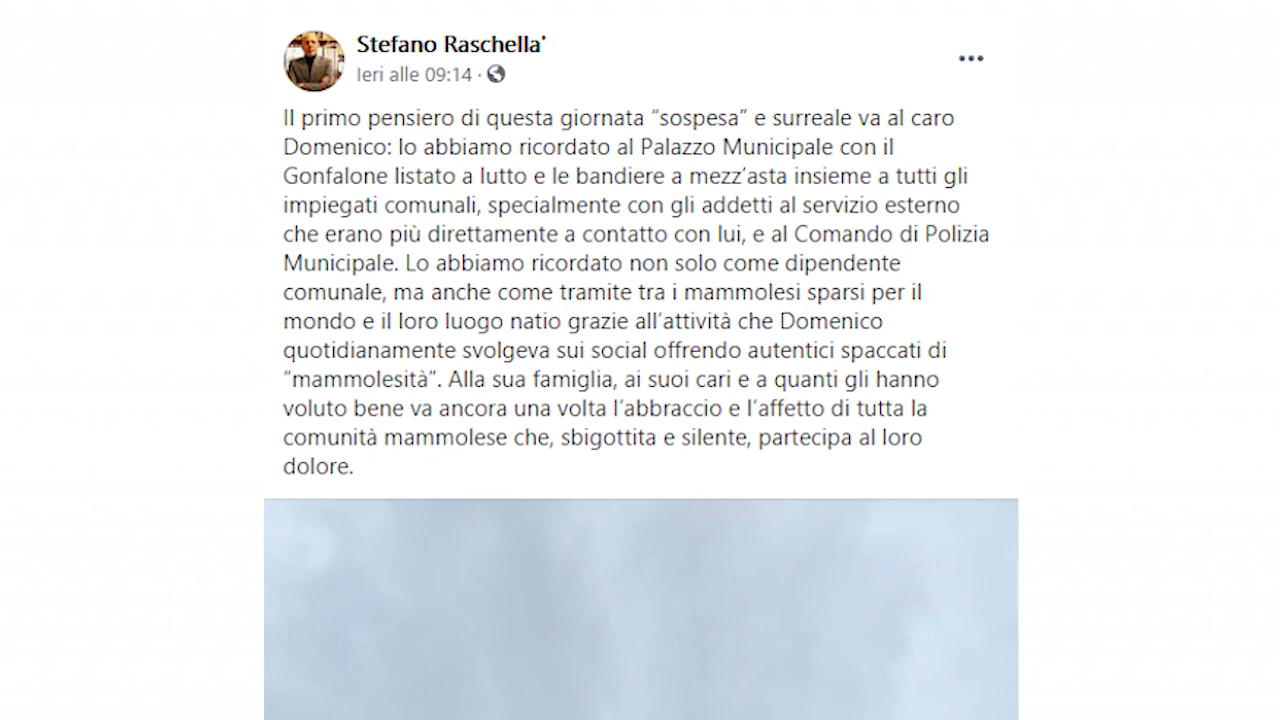 Stefano Raschella'
Ieri alle 09:14 ·
Il primo pensiero di questa giornata “sospesa” e surreale va al caro
Domenico: lo abbiamo ricordato al Palazzo Municipale con il
Gonfalone listato a lutto e le bandiere a mezz’asta insieme a tutti gli
impiegati comunali, specialmente con gli addetti al servizio esterno
che erano più direttamente a contatto con lui, e al Comando di Polizia
Municipale. Lo abbiamo ricordato non solo come dipendente
comunale, ma anche come tramite tra i mammolesi sparsi per il
mondo e il loro luogo natio grazie all’attività che Domenico
quotidianamente svolgeva sui social offrendo autentici spaccati di
“mammolesità”. Alla sua famiglia, ai suoi cari e a quanti gli hanno
voluto bene va ancora una volta l’abbraccio e l’affetto di tutta la
comunità mammolese che, sbigottita e silente, partecipa al loro
dolore.